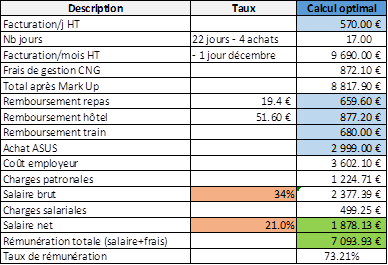 Description Taux Calcul optimal
Facturation/j HT 570.00 €
Nb jours 22 jours - 4 achats 17.00
Facturation/mois HT - 1 jour décembre 9 690.00 €
Frais de gestion CNG 872.10 €
Total après Mark Up 8 817.90 €
Remboursement repas 19.4 € 659.60 €
Remboursement hôtel 51.60 € 877.20 €
Remboursement train 680.00 €
Achat ASUS 2 999.00 €
Coût employeur 3 602.10 €
Charges patronales 1 224.71 €
Salaire brut 34% 2 377.39 €
Charges salariales 499.25 €
Salaire net 21.0% 1 878.13 €
Rémunération totale (salaire+frais) 7 093.93 €
Taux de rémunération 73.21%